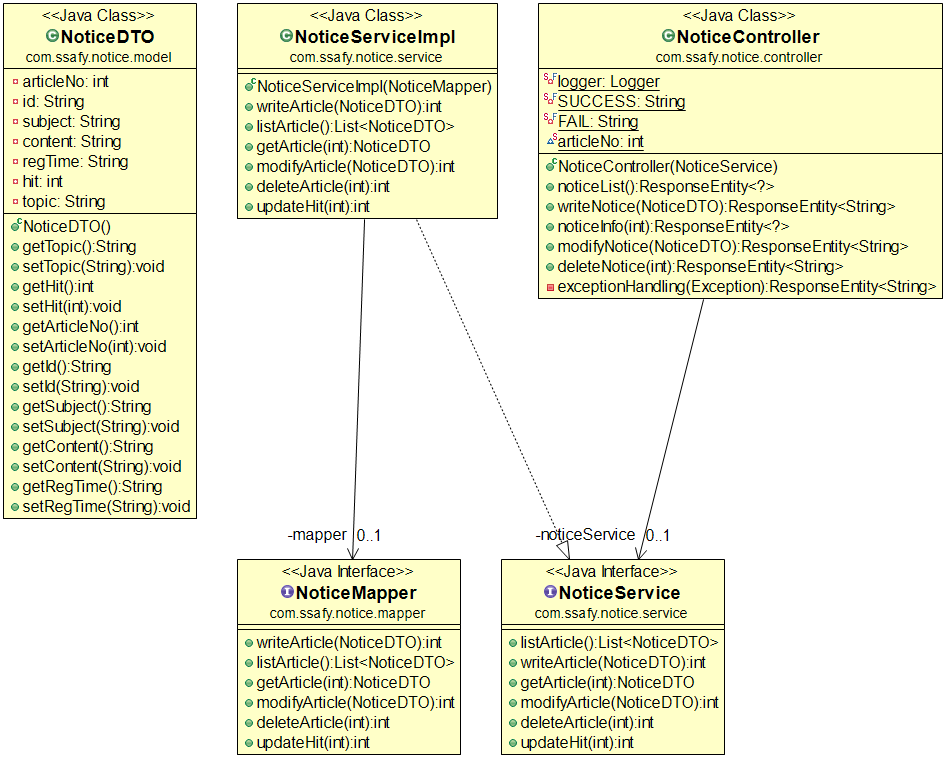 <<Java Class>>
NoticeDTO
com.ssafy.notice.model
articleNo: int
id: String
subject: String
content: String
regTime: String
hit: int
topic: String
NoticeDTO()
getTopic():String
setTopic(String):void
getHit():int
setHit(int):void
getArticleNo():int
setArticleNo(int):void
getId():String
setId(String):void
getSubject():String
setSubject(String):void
getContent():String
setContent(String):void
getRegTime():String
setRegTime(String):void
<<Java Class>>
NoticeServiceImpl
com.ssafy.notice.service
NoticeServiceImpl(NoticeMapper)
writeArticle(NoticeDTO):int
listArticle():List<NoticeDTO>
getArticle(int):NoticeDTO
modifyArticle(NoticeDTO):int
deleteArticle(int):int
updateHit(int):int
<<Java Class>>
NoticeController
com.ssafy.notice.controller
logger: Logger
SUCCESS: String
FAIL: String
articleNo: int
NoticeController(NoticeService)
noticeList():ResponseEntity<?>
writeNotice(NoticeDTO):ResponseEntity<String>
noticeInfo(int):ResponseEntity<?>
modifyNotice(NoticeDTO):ResponseEntity<String>
deleteNotice(int):ResponseEntity<String>
exceptionHandling(Exception):ResponseEntity<String>
-mapper 0..1
-noticeService 0..1
<<Java Interface>>
NoticeMapper
com.ssafy.notice.mapper
writeArticle(NoticeDTO):int
listArticle():List<NoticeDTO>
getArticle(int):NoticeDTO
modifyArticle(NoticeDTO):int
deleteArticle(int):int
updateHit(int):int
<<Java Interface>>
NoticeService
com.ssafy.notice.service
listArticle():List<NoticeDTO>
writeArticle(NoticeDTO):int
getArticle(int):NoticeDTO
modifyArticle(NoticeDTO):int
deleteArticle(int):int
updateHit(int):int